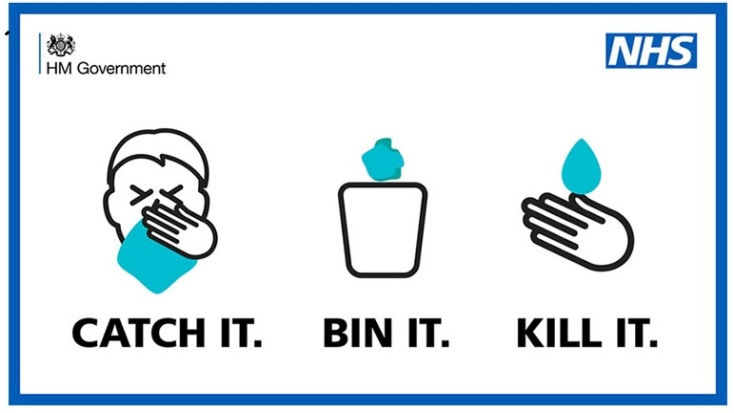 HM Government
NHS
CATCH IT. BIN IT. KILL IT.